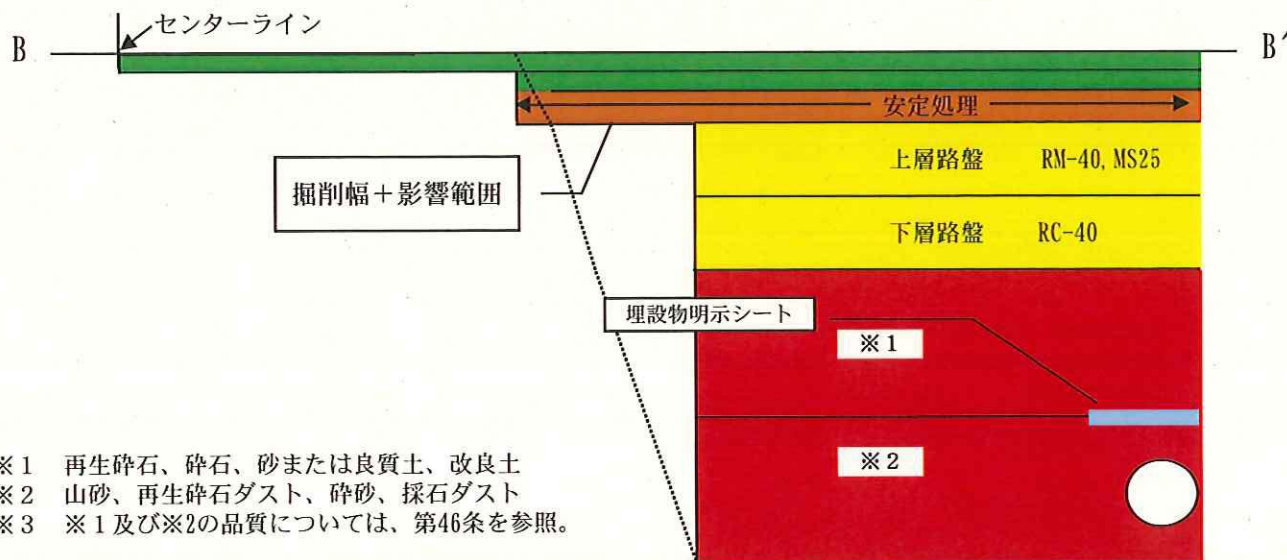 センターライン
B B′
安定処理
上層路盤 RM-40, MS25
掘削幅＋影響範囲
下層路盤 RC-40
埋設物明示シート
※1
※2
※1 再生砕石、砕石、砂または良質土、改良土
※2 山砂、再生砕石ダスト、砕砂、採石ダスト
※3 ※1及び※2の品質については、第46条を参照。